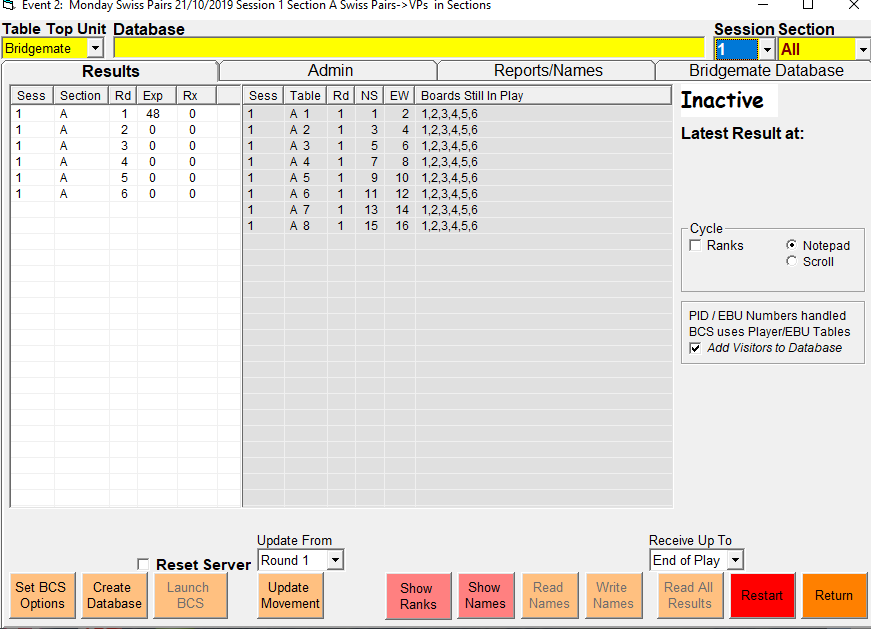 Event 2:  Monday Swiss Pairs 21/10/2019 Session 1 Section A Swiss Pairs->VPs  in Sections
Table Top Unit Database Session Section
Bridgemate 1 All
Results Admin Reports/Names Bridgemate Database
Sess Section Rd Exp Rx Sess Table Rd NS EW Boards Still In Play
1 A 1 48 0 1 A 1 1 1 2 1,2,3,4,5,6
1 A 2 0 0 1 A 2 1 3 4 1,2,3,4,5,6
1 A 3 0 0 1 A 3 1 5 6 1,2,3,4,5,6
1 A 4 0 0 1 A 4 1 7 8 1,2,3,4,5,6
1 A 5 0 0 1 A 5 1 9 10 1,2,3,4,5,6
1 A 6 0 0 1 A 6 1 11 12 1,2,3,4,5,6
1 A 7 1 13 14 1,2,3,4,5,6
1 A 8 1 15 16 1,2,3,4,5,6
Inactive
Latest Result at:
Cycle
Ranks Notepad
Scroll
PID / EBU Numbers handled
BCS uses Player/EBU Tables
Add Visitors to Database
Update From Receive Up To
Reset Server Round 1 End of Play
Set BCS Options
Create Database
Launch BCS
Update Movement
Show Ranks
Show Names
Read Names
Write Names
Read All Results
Restart
Return